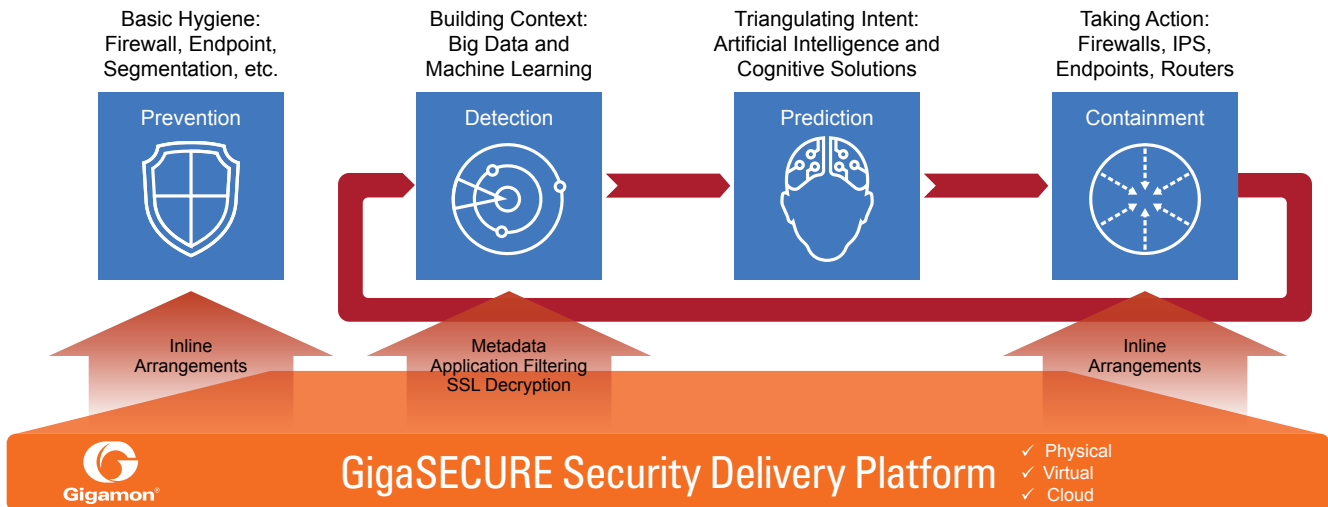 Basic Hygiene:
Firewall, Endpoint,
Segmentation, etc.
Building Context:
Big Data and
Machine Learning
Triangulating Intent:
Artificial Intelligence and
Cognitive Solutions
Taking Action:
Firewalls, IPS,
Endpoints, Routers
Prevention
Detection
Prediction
Containment
Inline
Arrangements
Metadata
Application Filtering
SSL Decryption
Inline
Arrangements
Gigamon®
GigaSECURE Security Delivery Platform
✓ Physical
✓ Virtual
✓ Cloud